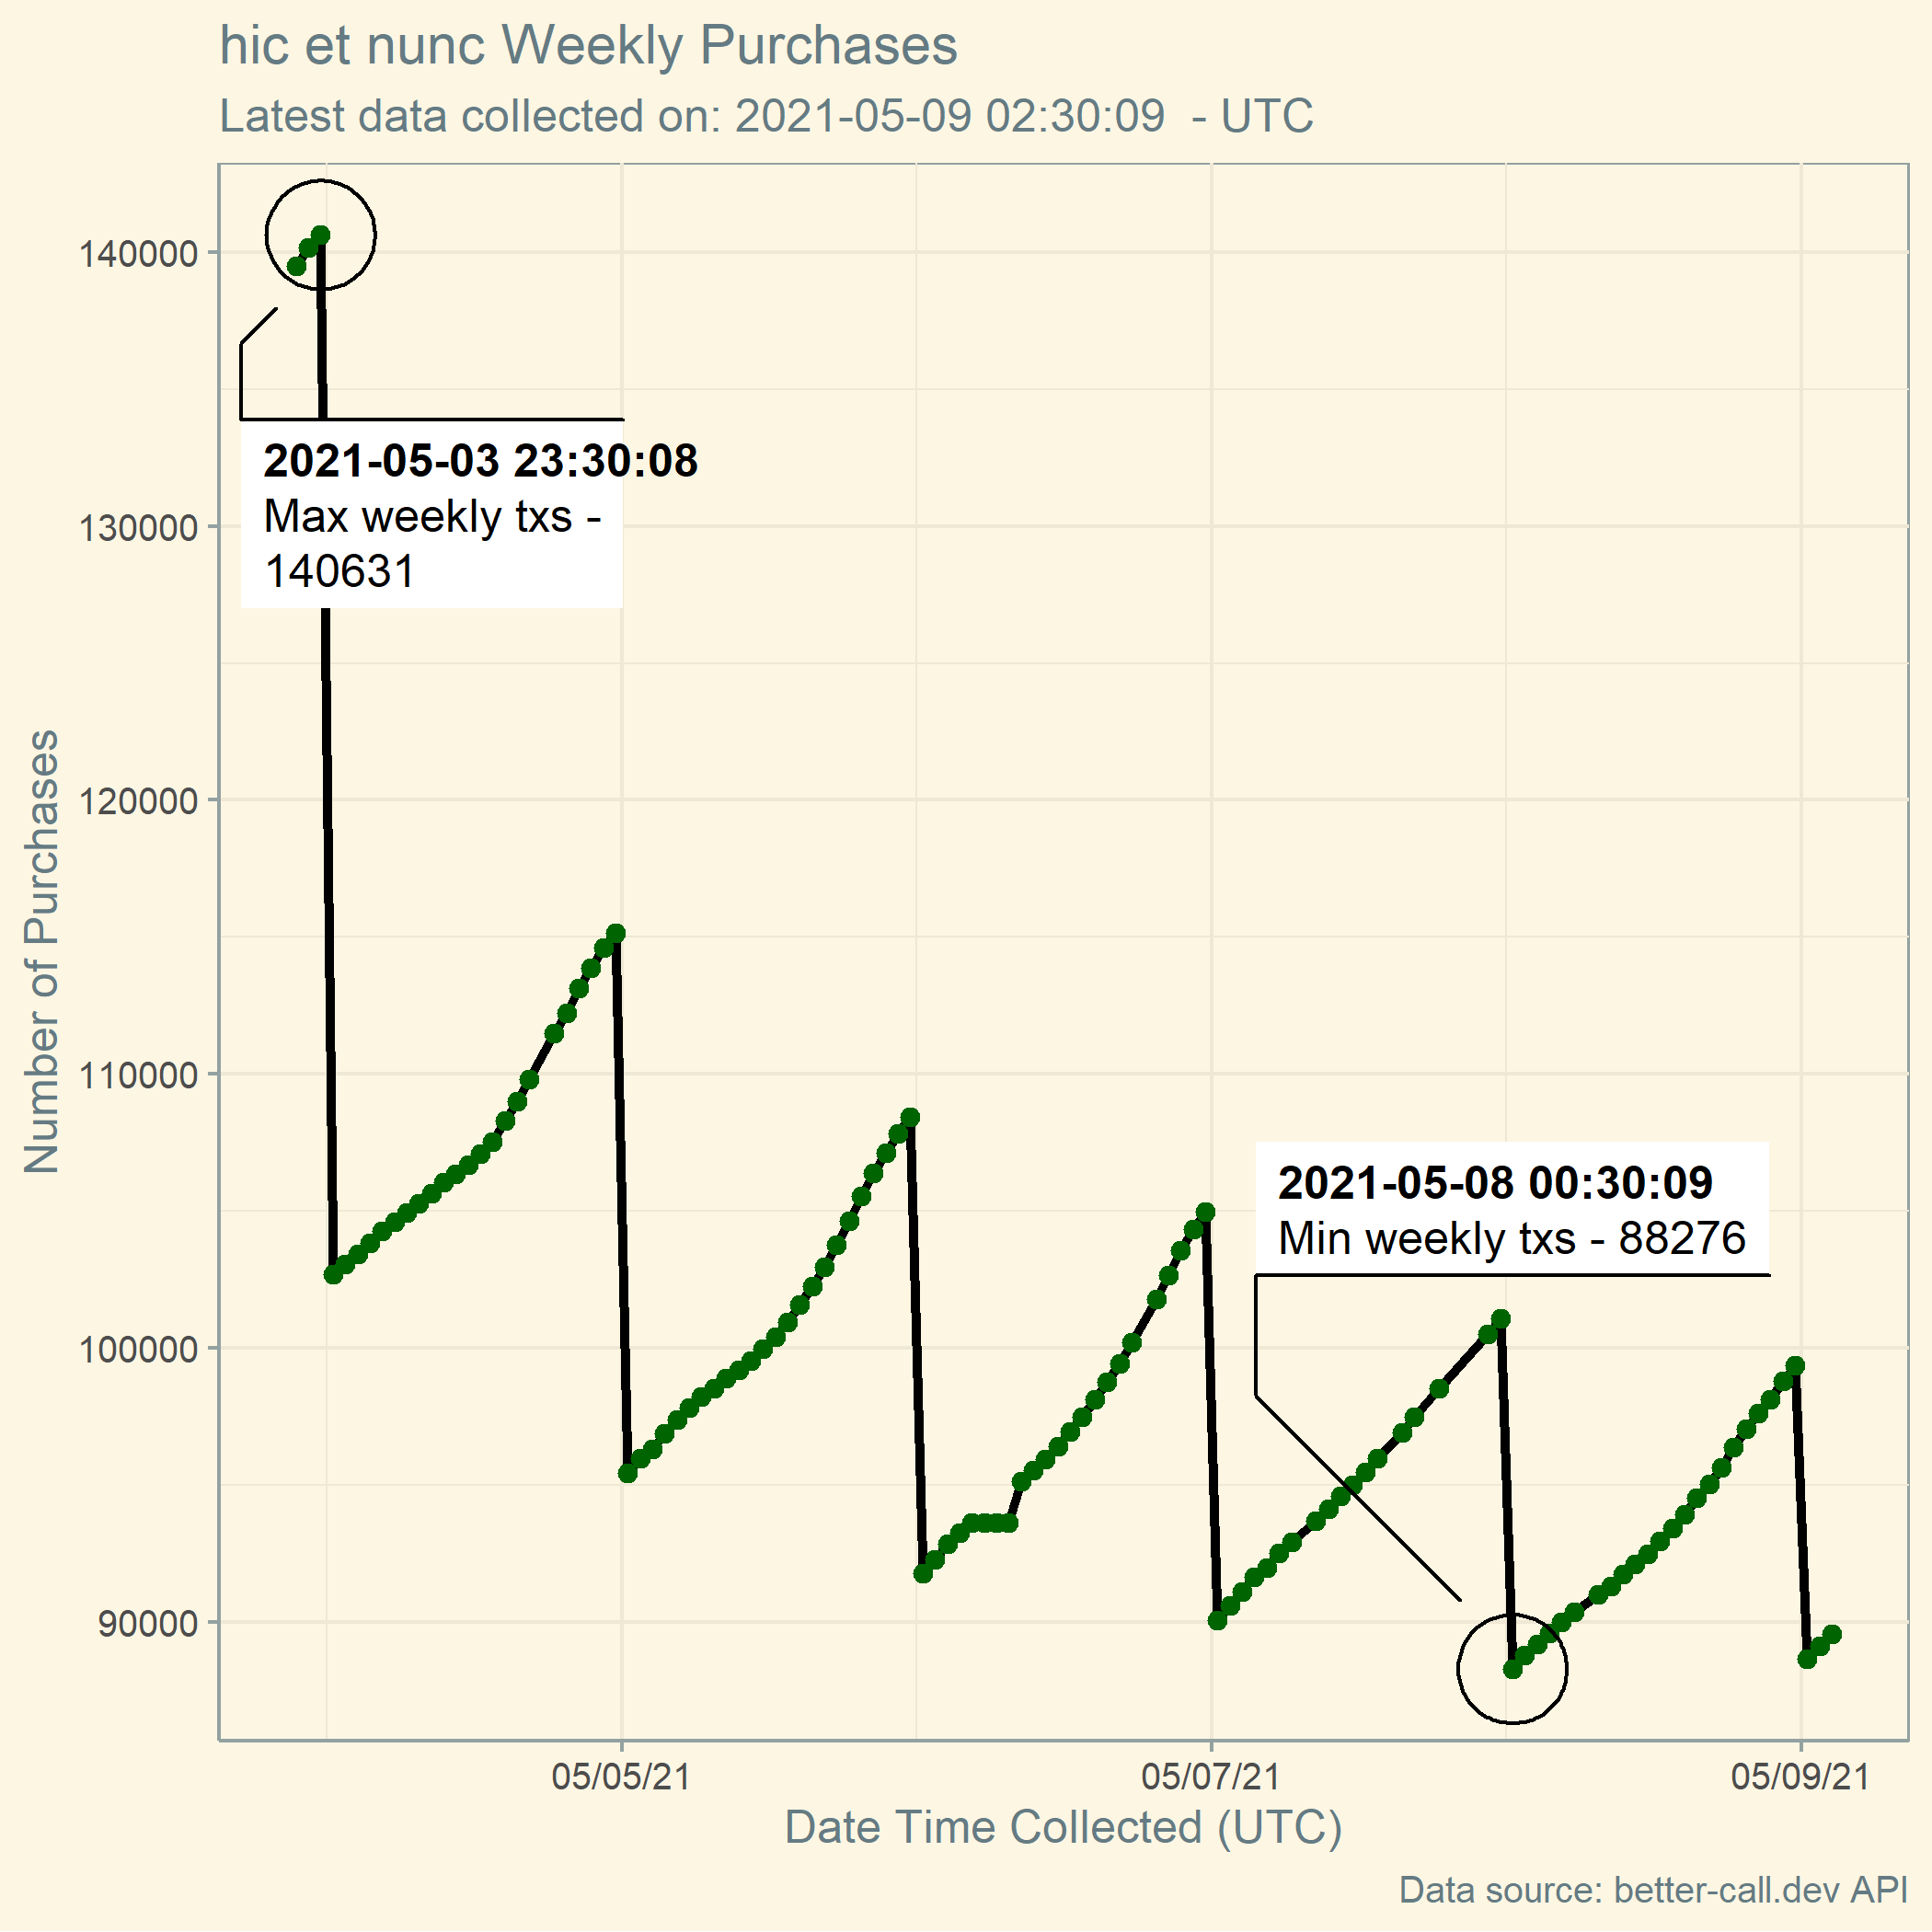 hic et nunc Weekly Purchases
Latest data collected on: 2021-05-09 02:30:09  - UTC
140000
130000
120000
110000
100000
90000
Number of Purchases
2021-05-03 23:30:08
Max weekly txs -
140631
2021-05-08 00:30:09
Min weekly txs - 88276
05/05/21
05/07/21
05/09/21
Date Time Collected (UTC)
Data source: better-call.dev API